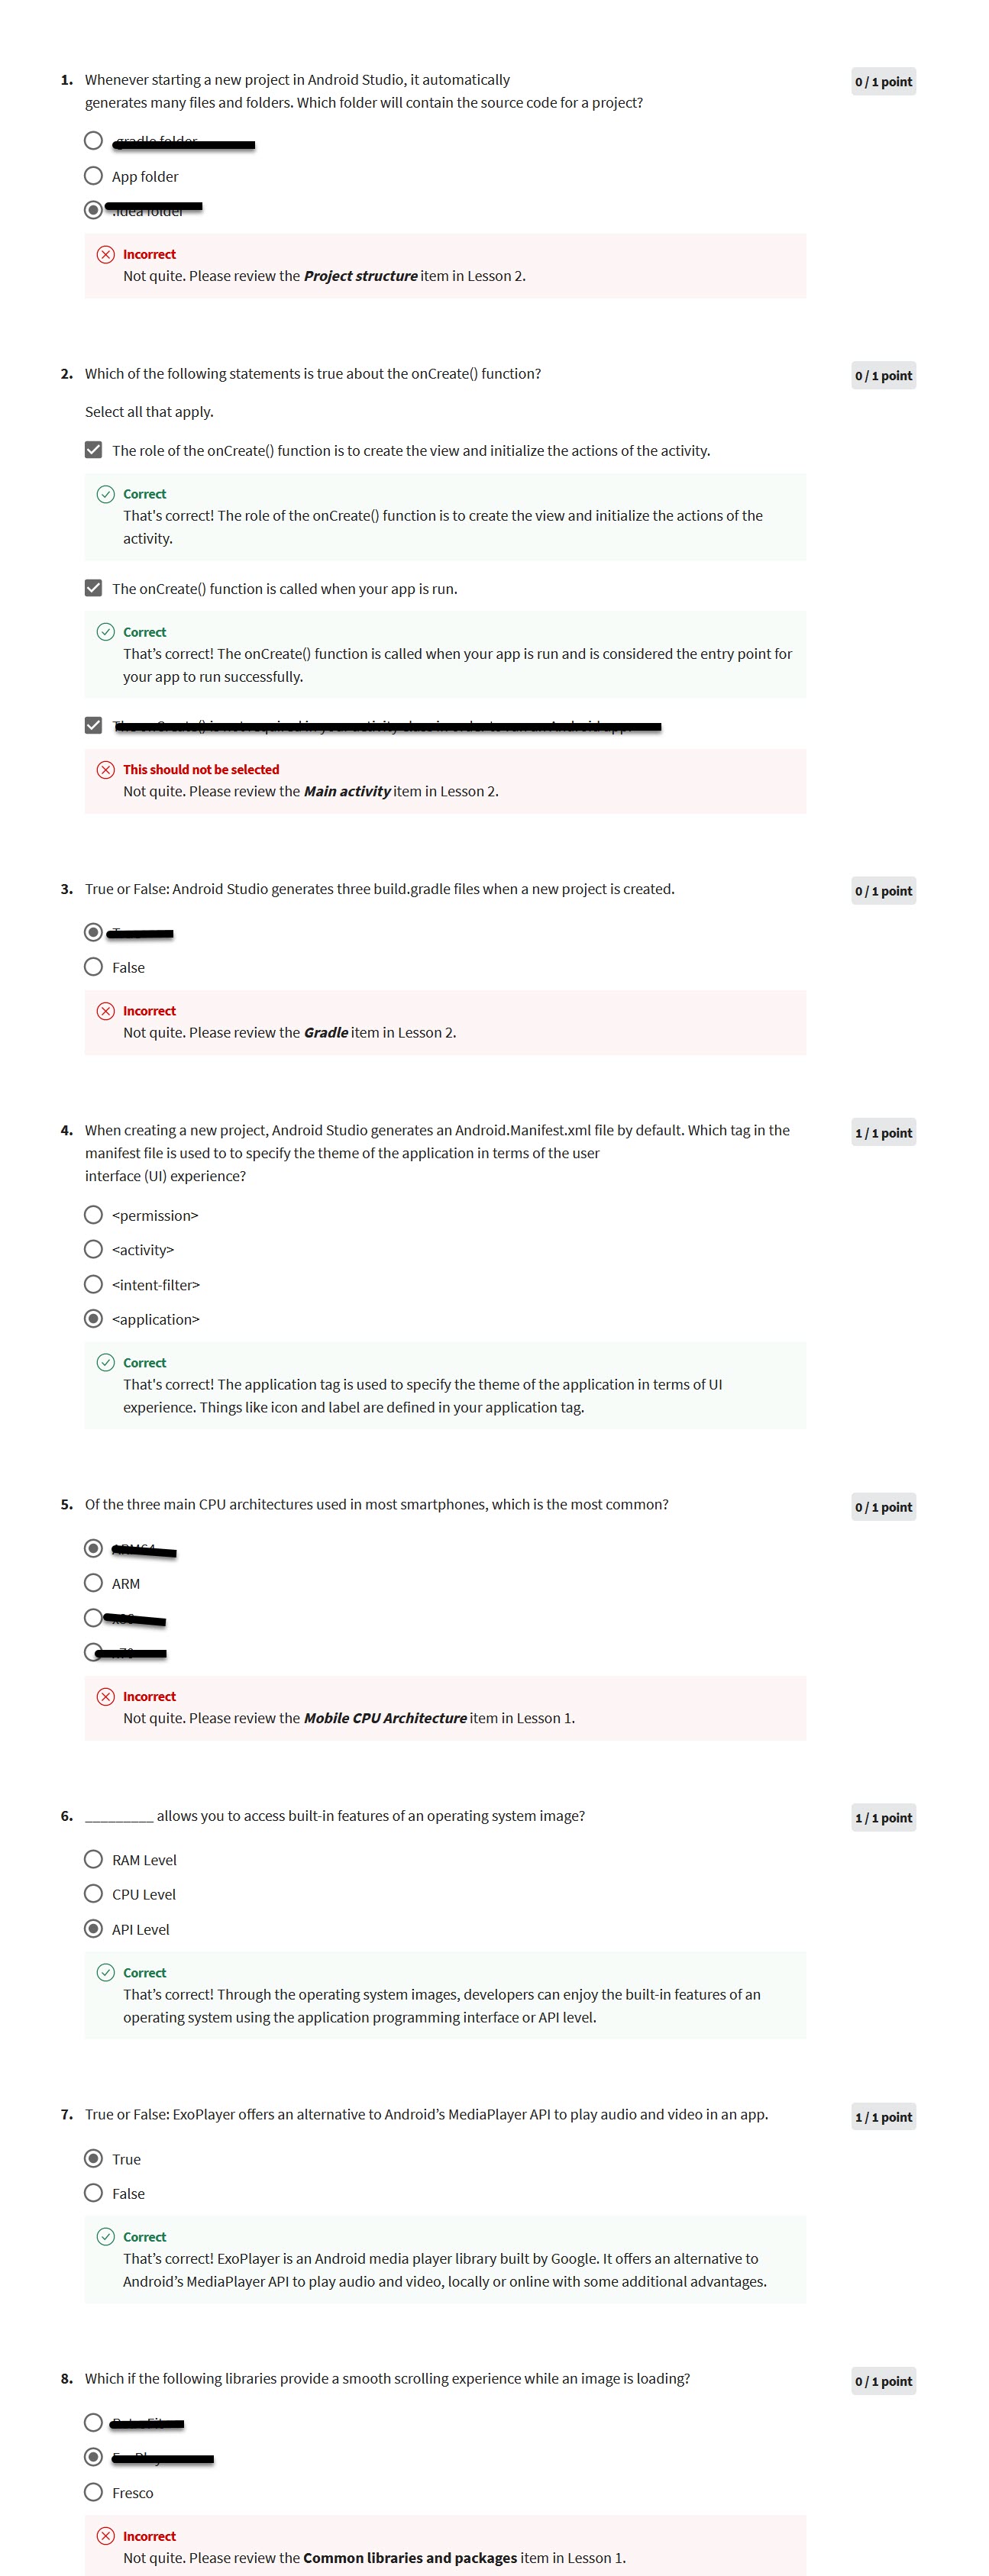 1. Whenever starting a new project in Android Studio, it automatically
generates many files and folders. Which folder will contain the source code for a project?
0 / 1 point
App folder
Incorrect
Not quite. Please review the Project structure item in Lesson 2.
2. Which of the following statements is true about the onCreate() function?
0 / 1 point
Select all that apply.
The role of the onCreate() function is to create the view and initialize the actions of the activity.
Correct
That's correct! The role of the onCreate() function is to create the view and initialize the actions of the
activity.
The onCreate() function is called when your app is run.
Correct
That’s correct! The onCreate() function is called when your app is run and is considered the entry point for
your app to run successfully.
This should not be selected
Not quite. Please review the Main activity item in Lesson 2.
3. True or False: Android Studio generates three build.gradle files when a new project is created.
0 / 1 point
False
Incorrect
Not quite. Please review the Gradle item in Lesson 2.
4. When creating a new project, Android Studio generates an Android.Manifest.xml file by default. Which tag in the
manifest file is used to to specify the theme of the application in terms of the user
interface (UI) experience?
1 / 1 point
<permission>
<activity>
<intent-filter>
<application>
Correct
That's correct! The application tag is used to specify the theme of the application in terms of UI
experience. Things like icon and label are defined in your application tag.
5. Of the three main CPU architectures used in most smartphones, which is the most common?
0 / 1 point
ARM
Incorrect
Not quite. Please review the Mobile CPU Architecture item in Lesson 1.
6. _________ allows you to access built-in features of an operating system image?
1 / 1 point
RAM Level
CPU Level
API Level
Correct
That’s correct! Through the operating system images, developers can enjoy the built-in features of an
operating system using the application programming interface or API level.
7. True or False: ExoPlayer offers an alternative to Android’s MediaPlayer API to play audio and video in an app.
1 / 1 point
True
False
Correct
That’s correct! ExoPlayer is an Android media player library built by Google. It offers an alternative to
Android’s MediaPlayer API to play audio and video, locally or online with some additional advantages.
8. Which if the following libraries provide a smooth scrolling experience while an image is loading?
0 / 1 point
Fresco
Incorrect
Not quite. Please review the Common libraries and packages item in Lesson 1.